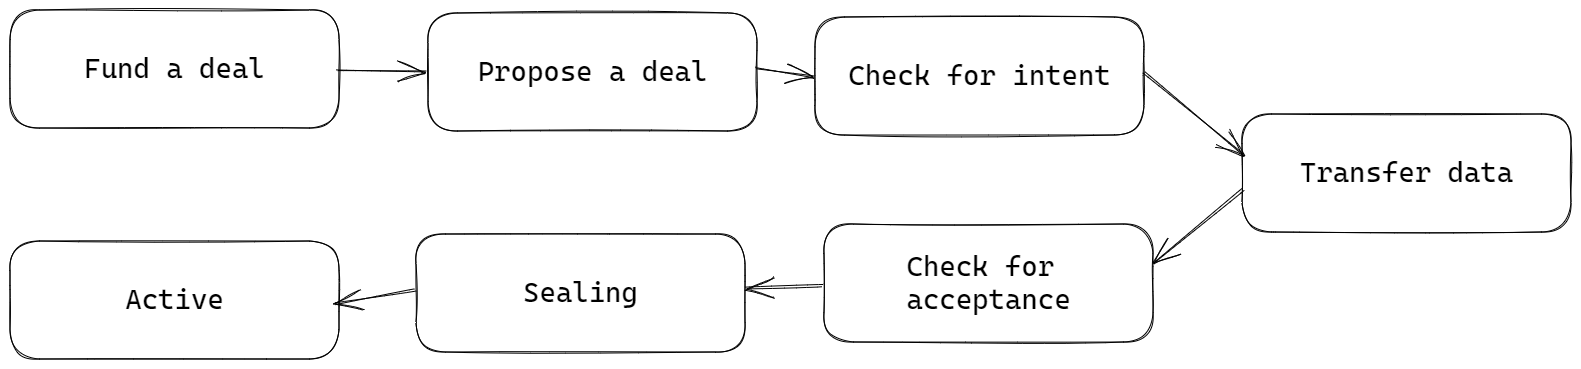 Fund a deal
Propose a deal
Check for intent
Transfer data
Check for
acceptance
Sealing
Active